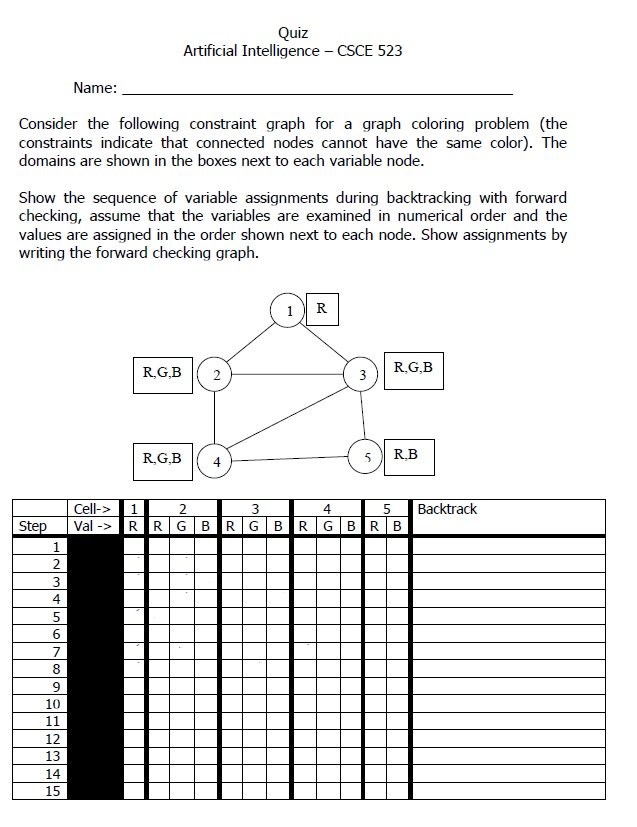 Quiz
Artificial Intelligence – CSCE 523
Name:
Consider the following constraint graph for a graph coloring problem (the
constraints indicate that connected nodes cannot have the same color). The
domains are shown in the boxes next to each variable node.
Show the sequence of variable assignments during backtracking with forward
checking, assume that the variables are examined in numerical order and the
values are assigned in the order shown next to each node. Show assignments by
writing the forward checking graph.
1 R
R,G,B 2 3 R,G,B
R,G,B 4 5 R,B
Cell-> 1 2 3 4 5 Backtrack
Step Val -> R R G B R G B R G B R B
1
2
3
4
5
6
7
8
9
10
11
12
13
14
15